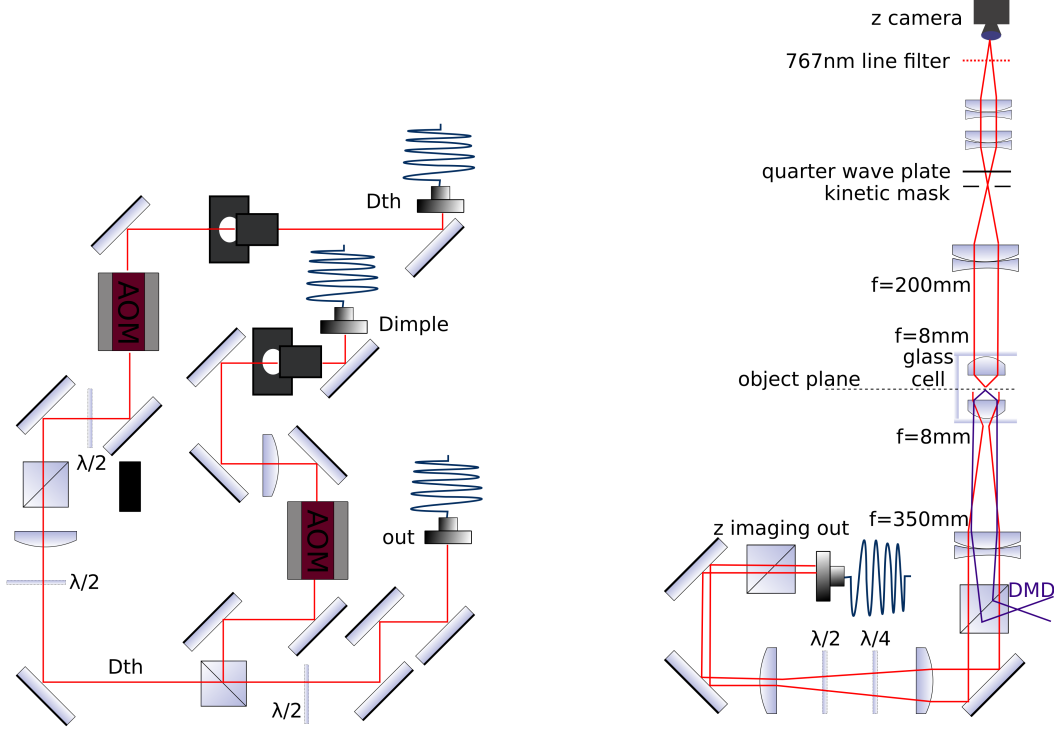 z camera
767nm line filter
quarter wave plate
kinetic mask
Dth
AOM
f=200mm
Dimple
f=8mm
glass
cell
object plane
λ/2
f=8mm
AOM
out
f=350mm
z imaging out
λ/2
DMD
λ/2
λ/4
Dth
λ/2